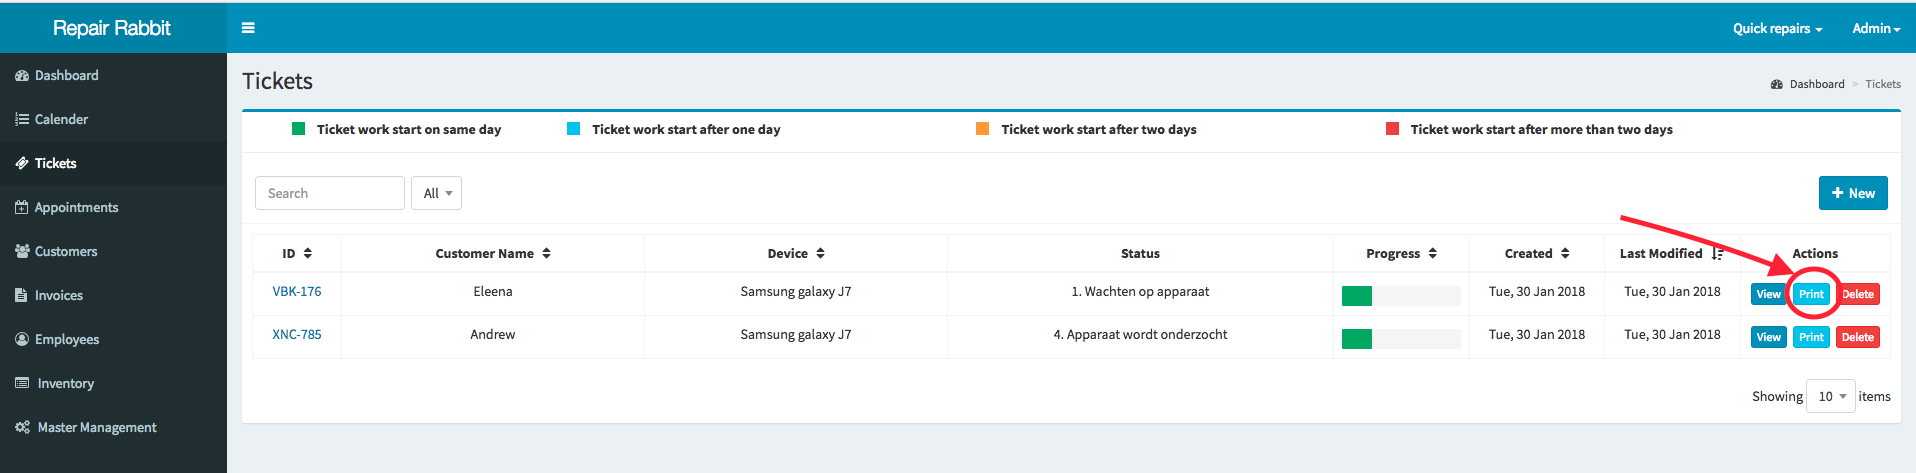 Repair Rabbit
Quick repairs
Admin
Dashboard
Calender
Tickets
Appointments
Customers
Invoices
Employees
Inventory
Master Management
Tickets
Dashboard > Tickets
Ticket work start on same day
Ticket work start after one day
Ticket work start after two days
Ticket work start after more than two days
Search
All
+ New
ID Customer Name Device Status Progress Created Last Modified Actions
VBK-176 Eleena Samsung galaxy J7 1. Wachten op apparaat Tue, 30 Jan 2018 Tue, 30 Jan 2018 View Print Delete
XNC-785 Andrew Samsung galaxy J7 4. Apparaat wordt onderzocht Tue, 30 Jan 2018 Tue, 30 Jan 2018 View Print Delete
Showing 10 items